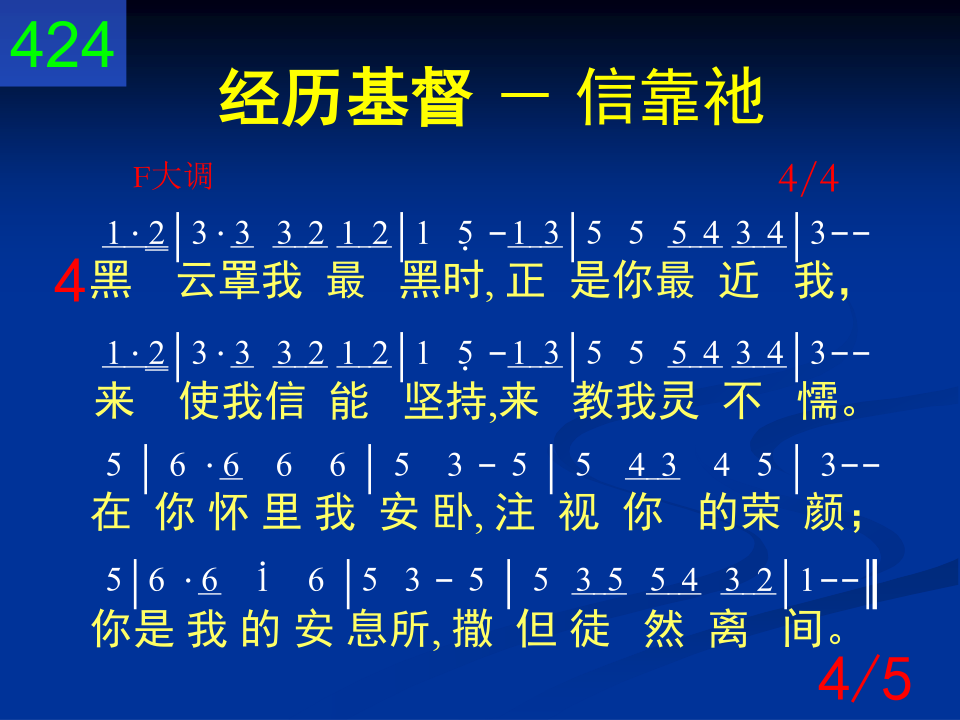 424
经历基督 － 信靠祂
F大调 4/4
1·2|3·3 3 2 1 2|1 5̣ -1 3|5 5 5 4 3 4|3--
4 黑 云罩我 最 黑时, 正 是你最 近 我,
1·2|3·3 3 2 1 2|1 5̣ -1 3|5 5 5 4 3 4|3--
来 使我信 能 坚持,来 教我灵 不 懦。
5|6·6 6 6|5 3 - 5|5 4 3 4 5|3--
在 你 怀 里 我 安 卧, 注 视 你 的荣 颜;
5|6·6 i 6|5 3 - 5|5 3 5 5 4 3 2|1--‖
你是 我 的 安 息所, 撒 但 徒 然 离 间。
4/5